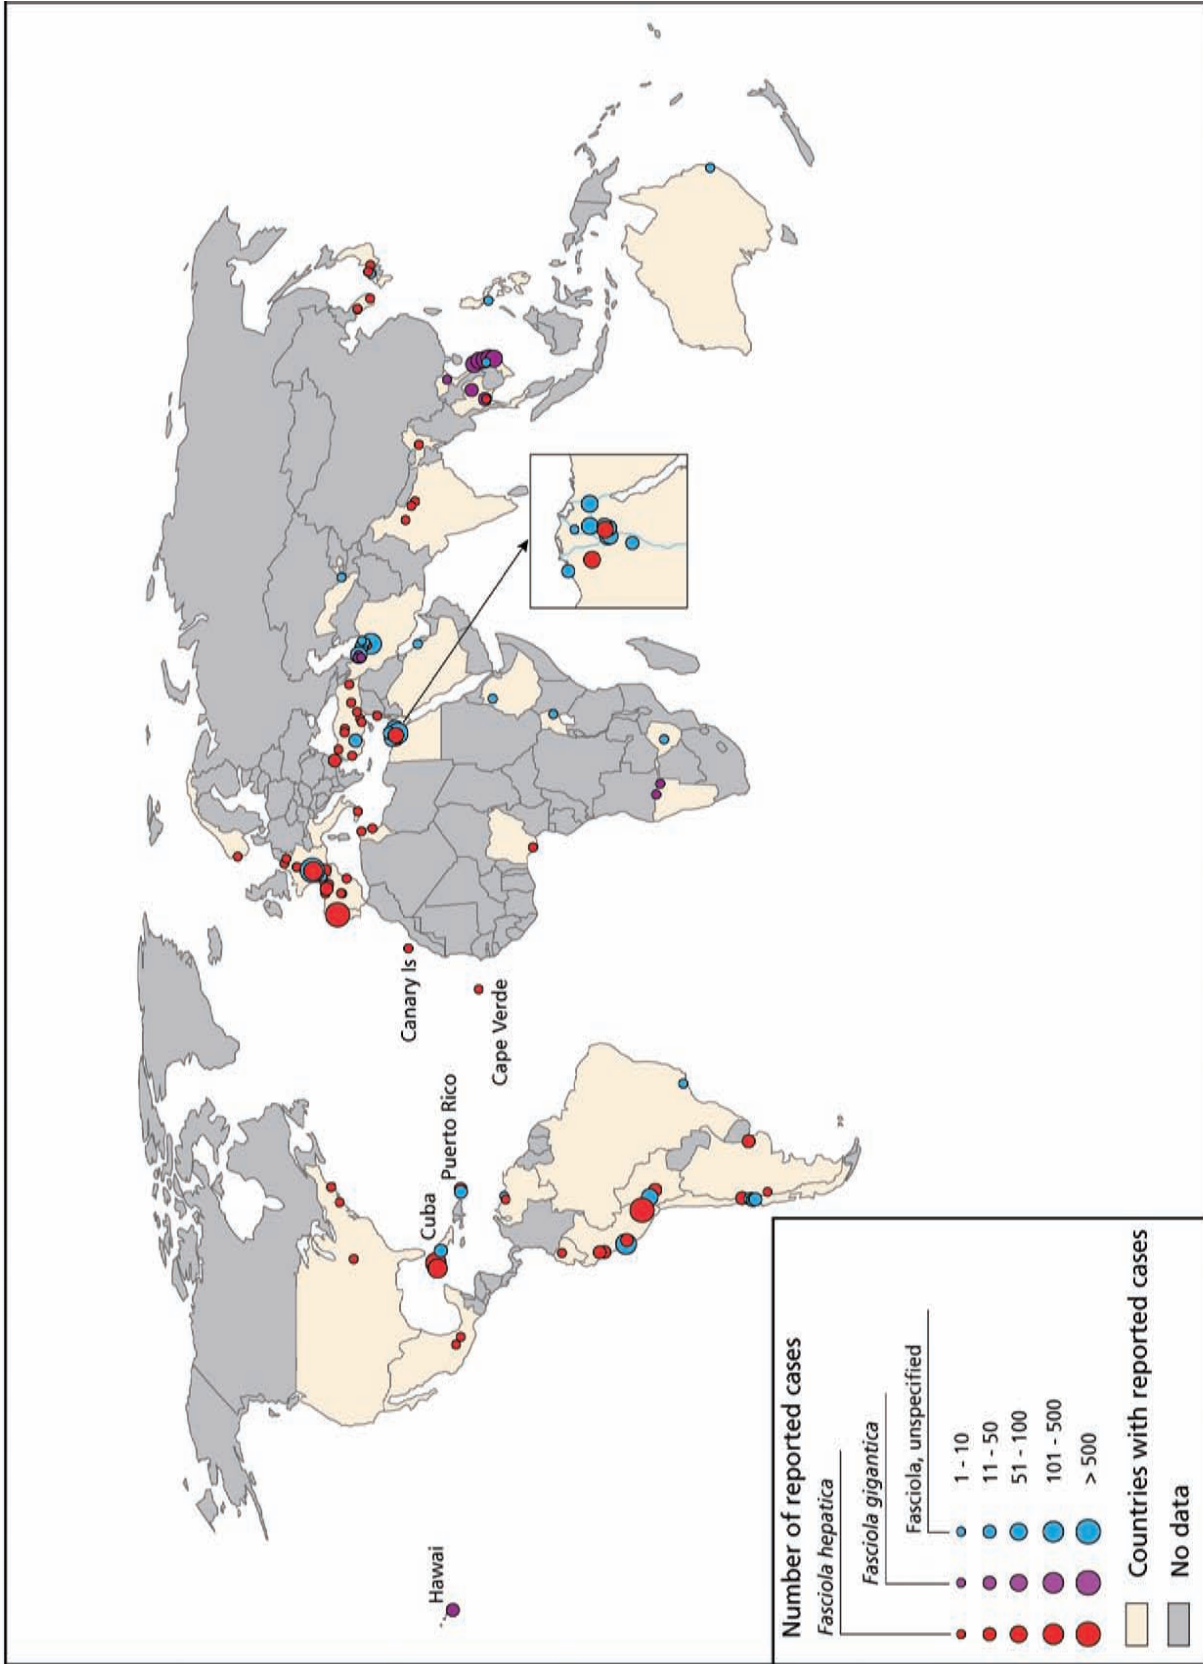 Hawai
Cuba
Puerto Rico
Canary Is
Cape Verde
Number of reported cases
Fasciola hepatica
Fasciola gigantica
Fasciola, unspecified
1 - 10
11 - 50
51 - 100
101 - 500
> 500
Countries with reported cases
No data